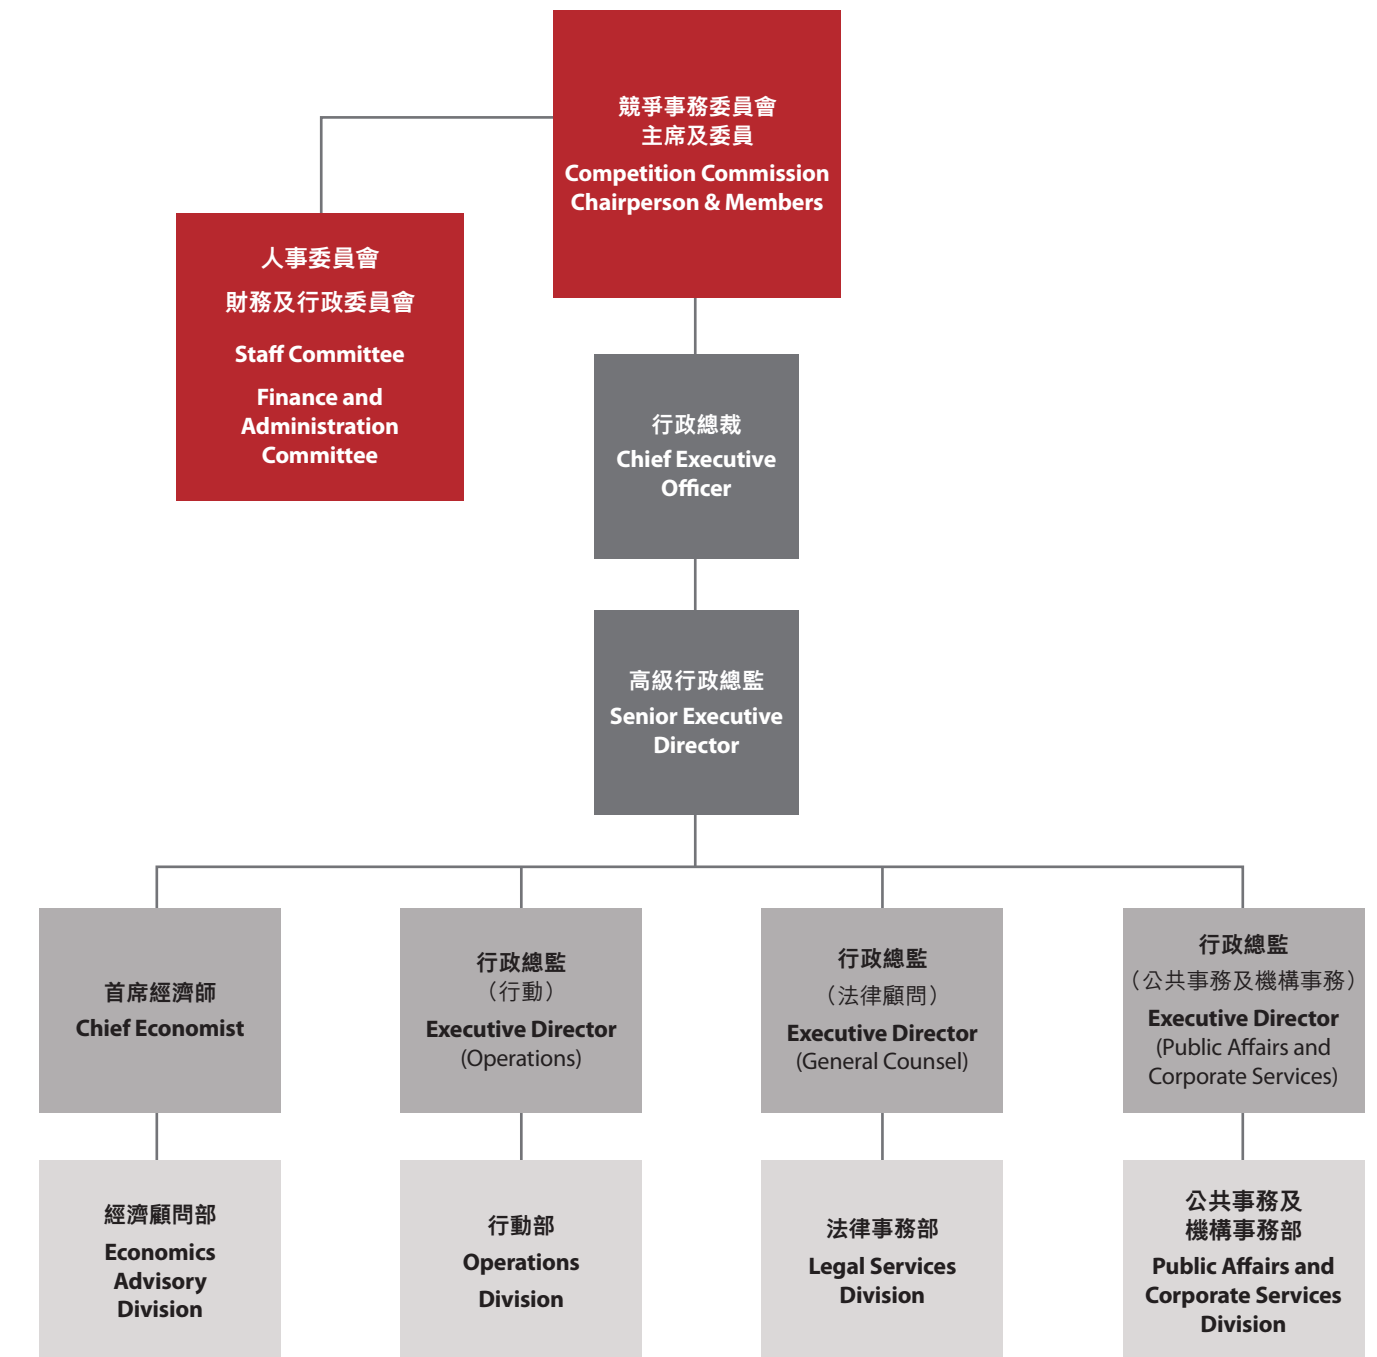 競爭事務委員會
主席及委員
Competition Commission
Chairperson & Members
人事委員會
財務及行政委員會
Staff Committee
Finance and
Administration
Committee
行政總裁
Chief Executive
Officer
高級行政總監
Senior Executive
Director
首席經濟師
Chief Economist
行政總監
（行動）
Executive Director
(Operations)
行政總監
（法律顧問）
Executive Director
(General Counsel)
行政總監
（公共事務及機構事務）
Executive Director
(Public Affairs and
Corporate Services)
經濟顧問部
Economics
Advisory
Division
行動部
Operations
Division
法律事務部
Legal Services
Division
公共事務及
機構事務部
Public Affairs and
Corporate Services
Division